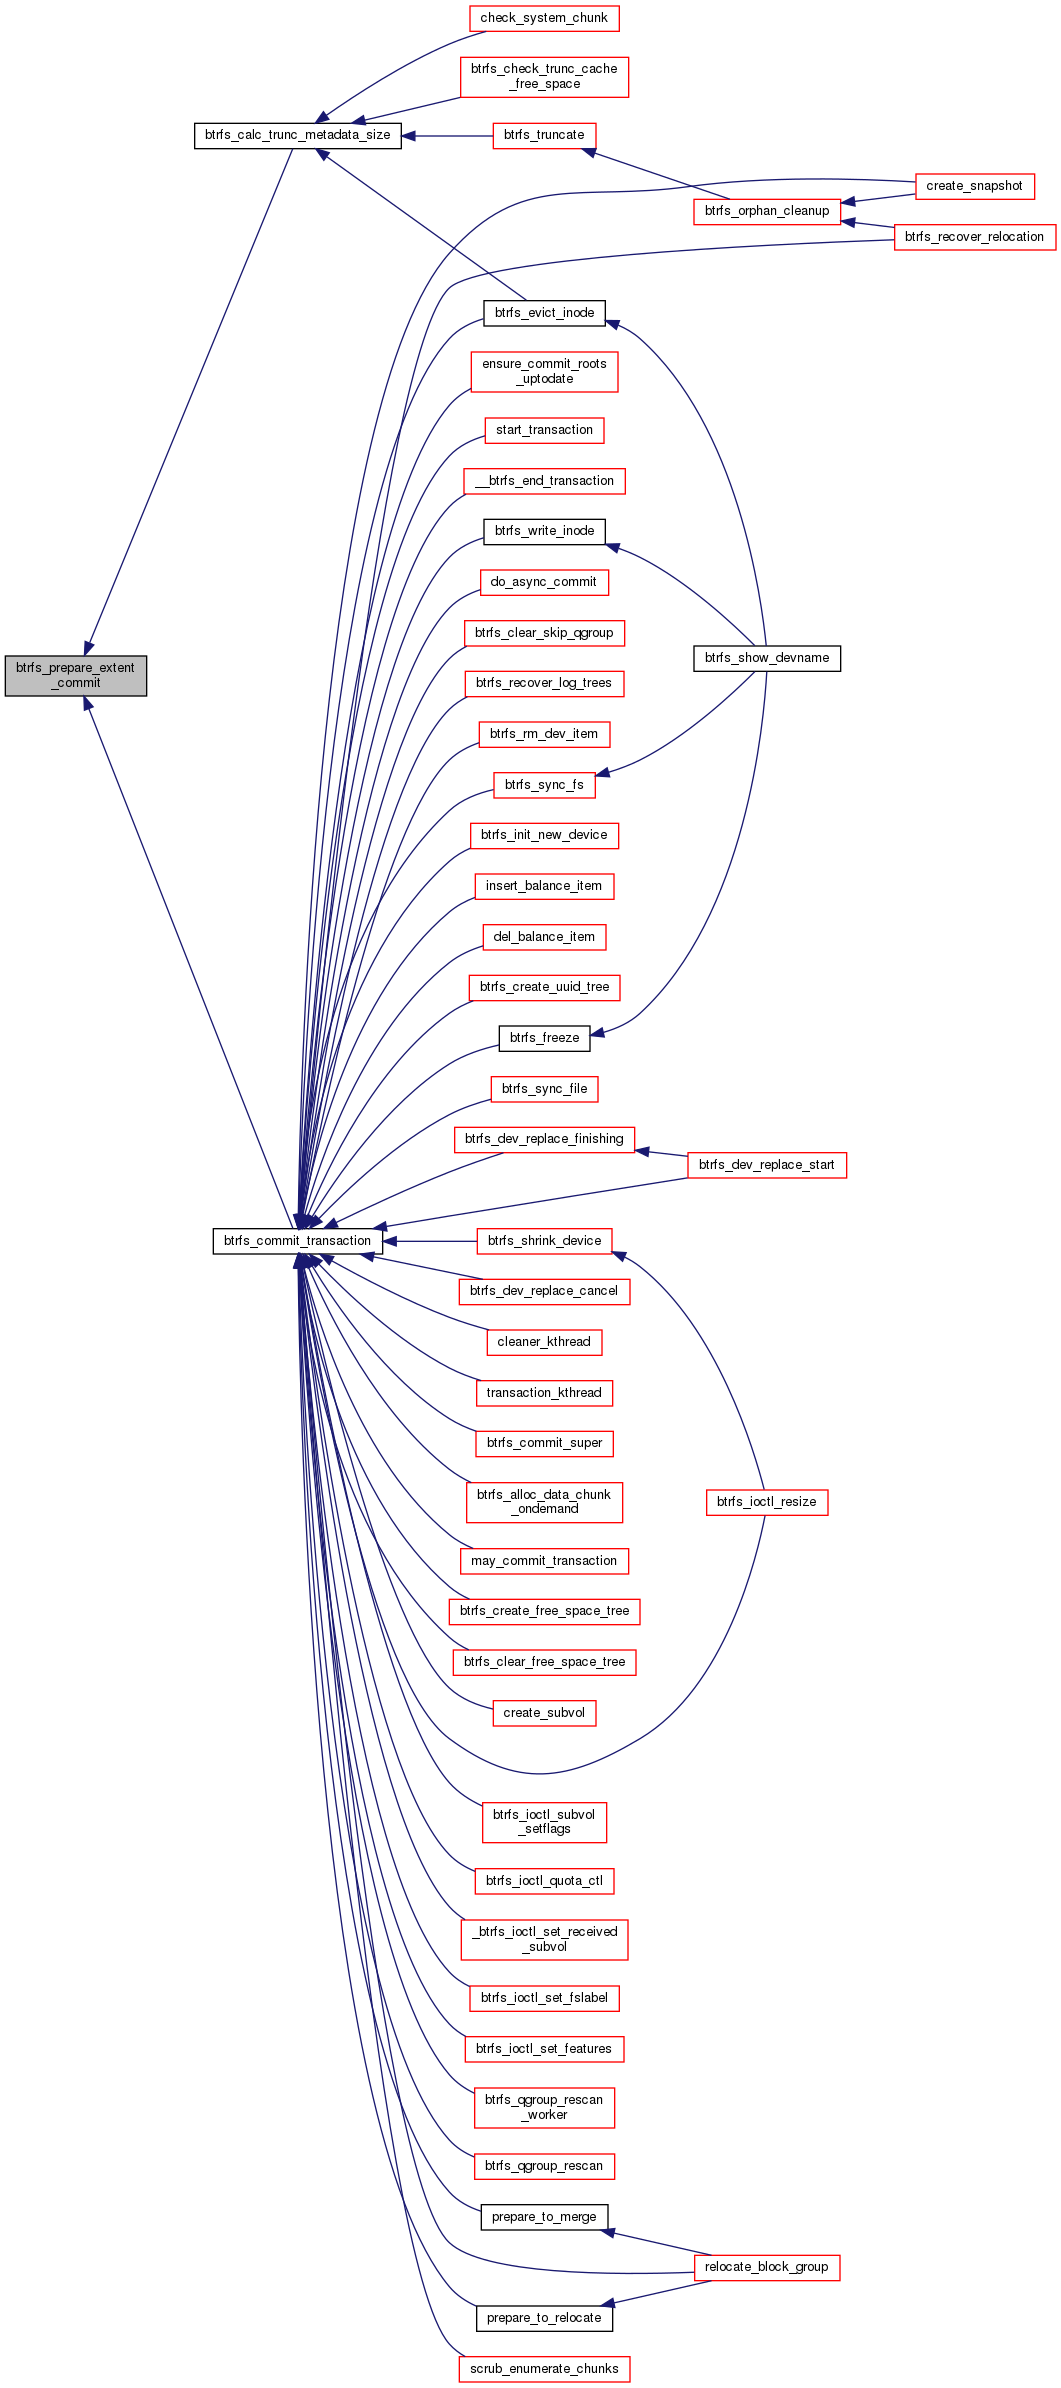 check_system_chunk
btrfs_check_trunc_cache
_free_space
btrfs_calc_trunc_metadata_size
btrfs_truncate
create_snapshot
btrfs_orphan_cleanup
btrfs_recover_relocation
btrfs_evict_inode
ensure_commit_roots
_uptodate
start_transaction
__btrfs_end_transaction
btrfs_write_inode
do_async_commit
btrfs_clear_skip_qgroup
btrfs_show_devname
btrfs_prepare_extent
_commit
btrfs_recover_log_trees
btrfs_rm_dev_item
btrfs_sync_fs
btrfs_init_new_device
insert_balance_item
del_balance_item
btrfs_create_uuid_tree
btrfs_freeze
btrfs_sync_file
btrfs_dev_replace_finishing
btrfs_dev_replace_start
btrfs_commit_transaction
btrfs_shrink_device
btrfs_dev_replace_cancel
cleaner_kthread
transaction_kthread
btrfs_commit_super
btrfs_alloc_data_chunk
_ondemand
btrfs_ioctl_resize
may_commit_transaction
btrfs_create_free_space_tree
btrfs_clear_free_space_tree
create_subvol
btrfs_ioctl_subvol
_setflags
btrfs_ioctl_quota_ctl
_btrfs_ioctl_set_received
_subvol
btrfs_ioctl_set_fslabel
btrfs_ioctl_set_features
btrfs_qgroup_rescan
_worker
btrfs_qgroup_rescan
prepare_to_merge
relocate_block_group
prepare_to_relocate
scrub_enumerate_chunks